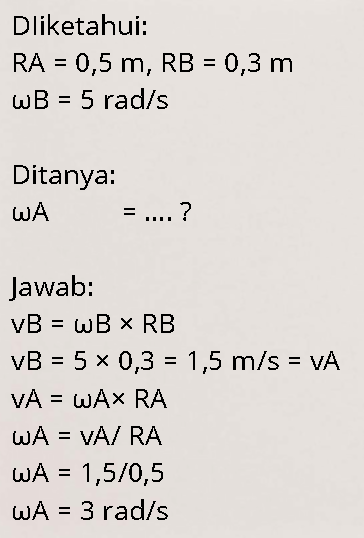 DIiketahui:
RA = 0,5 m, RB = 0,3 m
ωB = 5 rad/s
Ditanya:
ωA = .... ?
Jawab:
vB = ωB × RB
vB = 5 × 0,3 = 1,5 m/s = vA
vA = ωA× RA
ωA = vA/ RA
ωA = 1,5/0,5
ωA = 3 rad/s